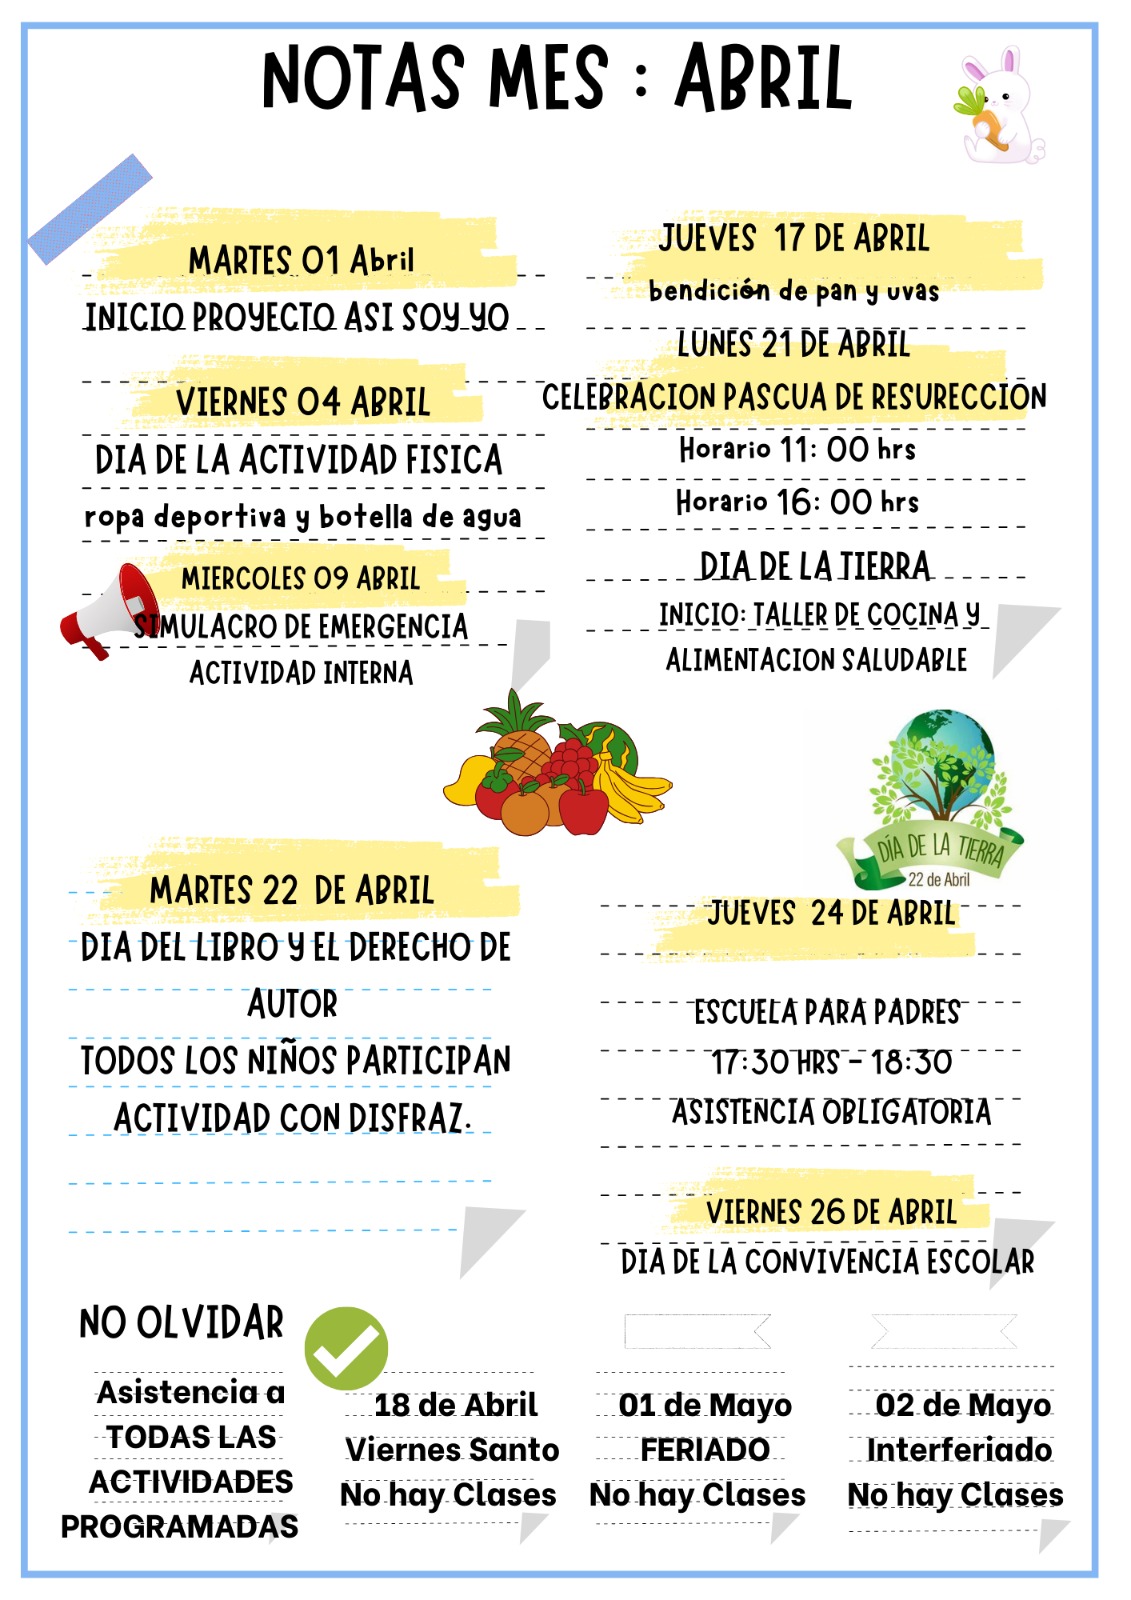 NOTAS MES : ABRIL
MARTES 01 Abril
INICIO PROYECTO ASI SOY YO
VIERNES 04 ABRIL
DIA DE LA ACTIVIDAD FISICA
ropa deportiva y botella de agua
MIERCOLES 09 ABRIL
SIMULACRO DE EMERGENCIA
ACTIVIDAD INTERNA
JUEVES 17 DE ABRIL
bendición de pan y uvas
LUNES 21 DE ABRIL
CELEBRACION PASCUA DE RESURECCION
Horario 11: 00 hrs
Horario 16: 00 hrs
DIA DE LA TIERRA
INICIO: TALLER DE COCINA Y
ALIMENTACION SALUDABLE
DÍA DE LA TIERRA
22 de Abril
MARTES 22 DE ABRIL
DIA DEL LIBRO Y EL DERECHO DE
AUTOR
TODOS LOS NIÑOS PARTICIPAN
ACTIVIDAD CON DISFRAZ.
JUEVES 24 DE ABRIL
ESCUELA PARA PADRES
17:30 HRS - 18:30
ASISTENCIA OBLIGATORIA
VIERNES 26 DE ABRIL
DIA DE LA CONVIVENCIA ESCOLAR
NO OLVIDAR
Asistencia a
TODAS LAS
ACTIVIDADES
PROGRAMADAS
18 de Abril
Viernes Santo
No hay Clases
01 de Mayo
FERIADO
No hay Clases
02 de Mayo
Interferiado
No hay Clases